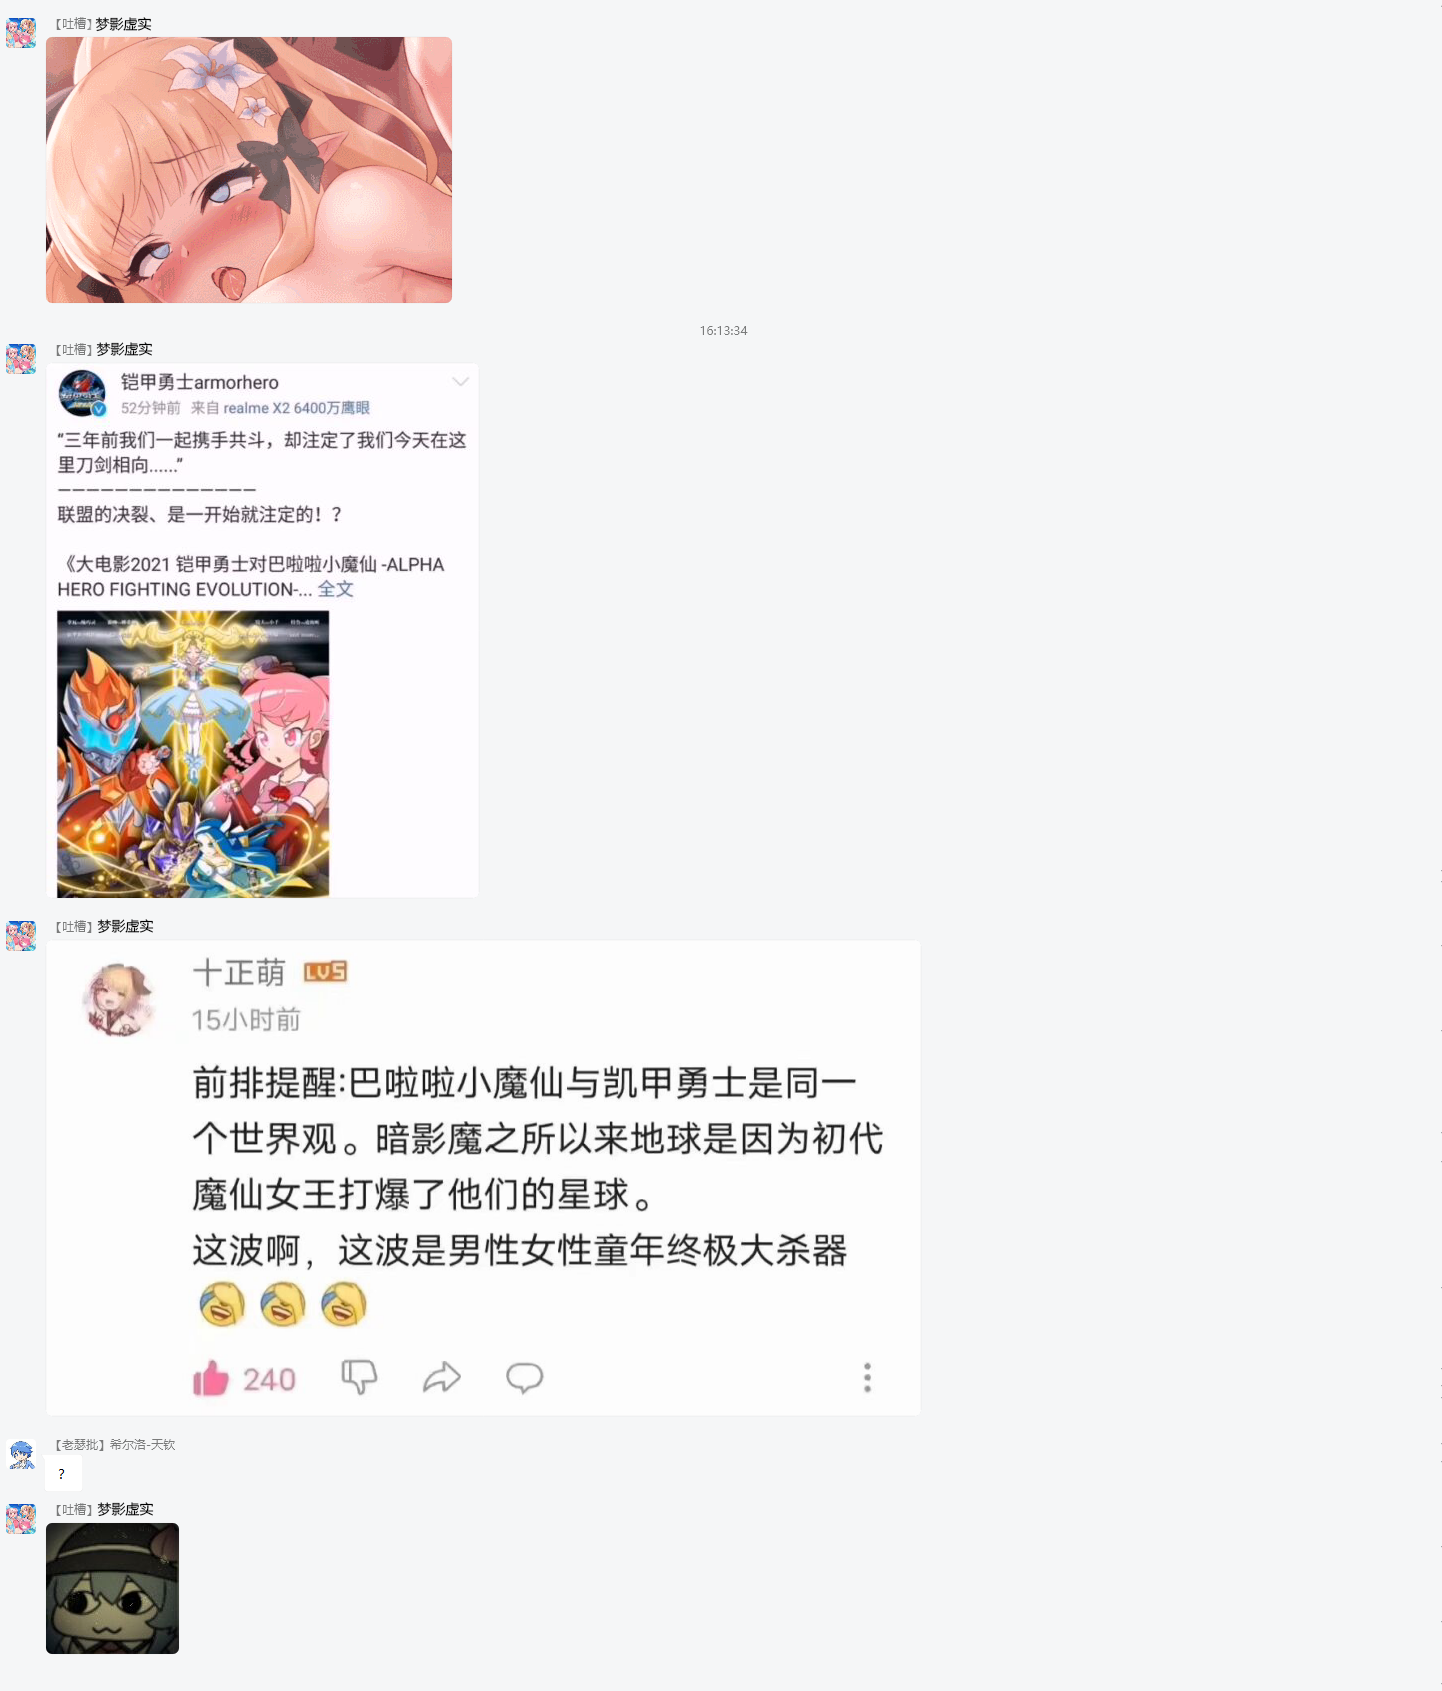 【吐槽】梦影虚实
16:13:34
【吐槽】梦影虚实
铠甲勇士armorhero
52分钟前 来自 realme X2 6400万鹰眼
“三年前我们一起携手共斗，却注定了我们今天在这
里刀剑相向......”
——————————————
联盟的决裂、是一开始就注定的！？
《大电影2021 铠甲勇士对巴啦啦小魔仙 -ALPHA
HERO FIGHTING EVOLUTION-... 全文
【吐槽】梦影虚实
十正萌 LV5
15小时前
前排提醒:巴啦啦小魔仙与凯甲勇士是同一
个世界观。暗影魔之所以来地球是因为初代
魔仙女王打爆了他们的星球。
这波啊，这波是男性女性童年终极大杀器
240
【老瑟批】希尔洛-天钦
?
【吐槽】梦影虚实